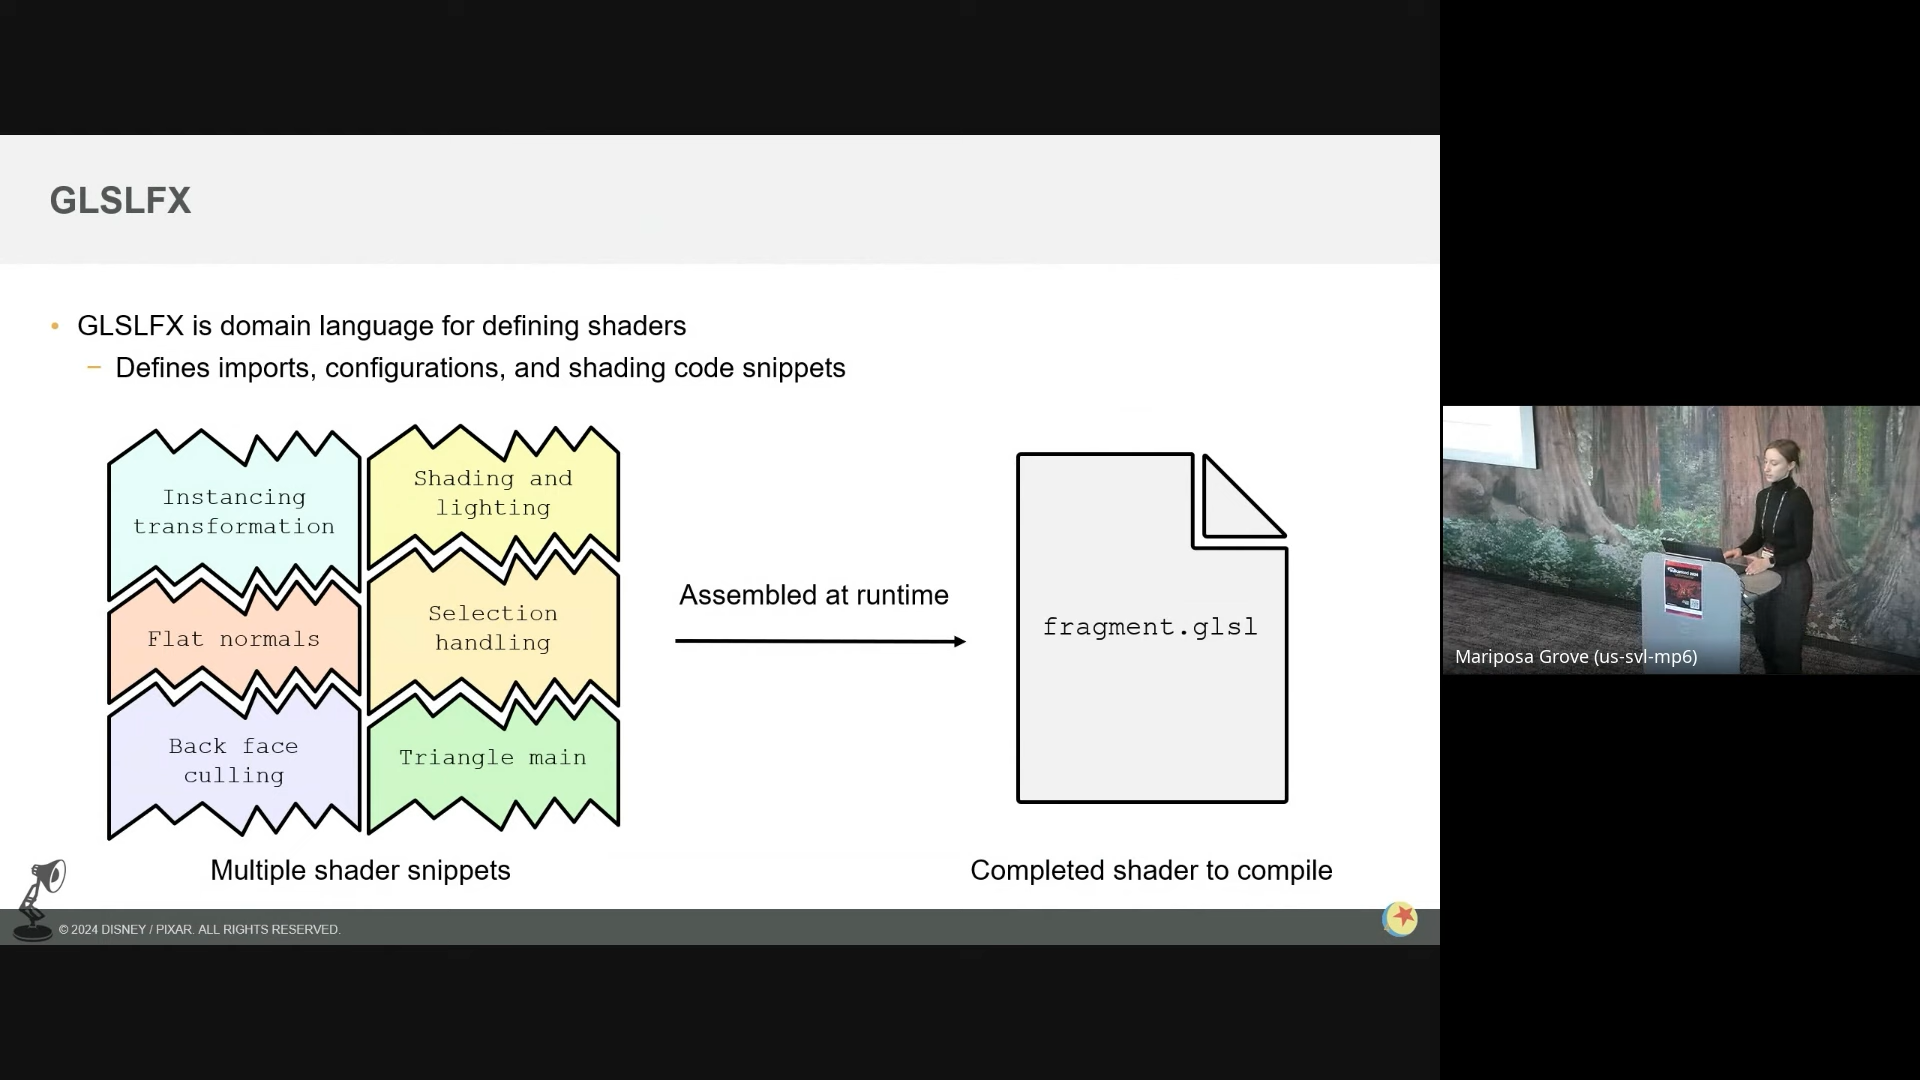 GLSLFX
• GLSLFX is domain language for defining shaders
– Defines imports, configurations, and shading code snippets
Instancing
transformation
Flat normals
Back face
culling
Shading and
lighting
Selection
handling
Triangle main
Multiple shader snippets
Assembled at runtime
fragment.glsl
Completed shader to compile
© 2024 DISNEY / PIXAR. ALL RIGHTS RESERVED.
Mariposa Grove (us-svl-mp6)